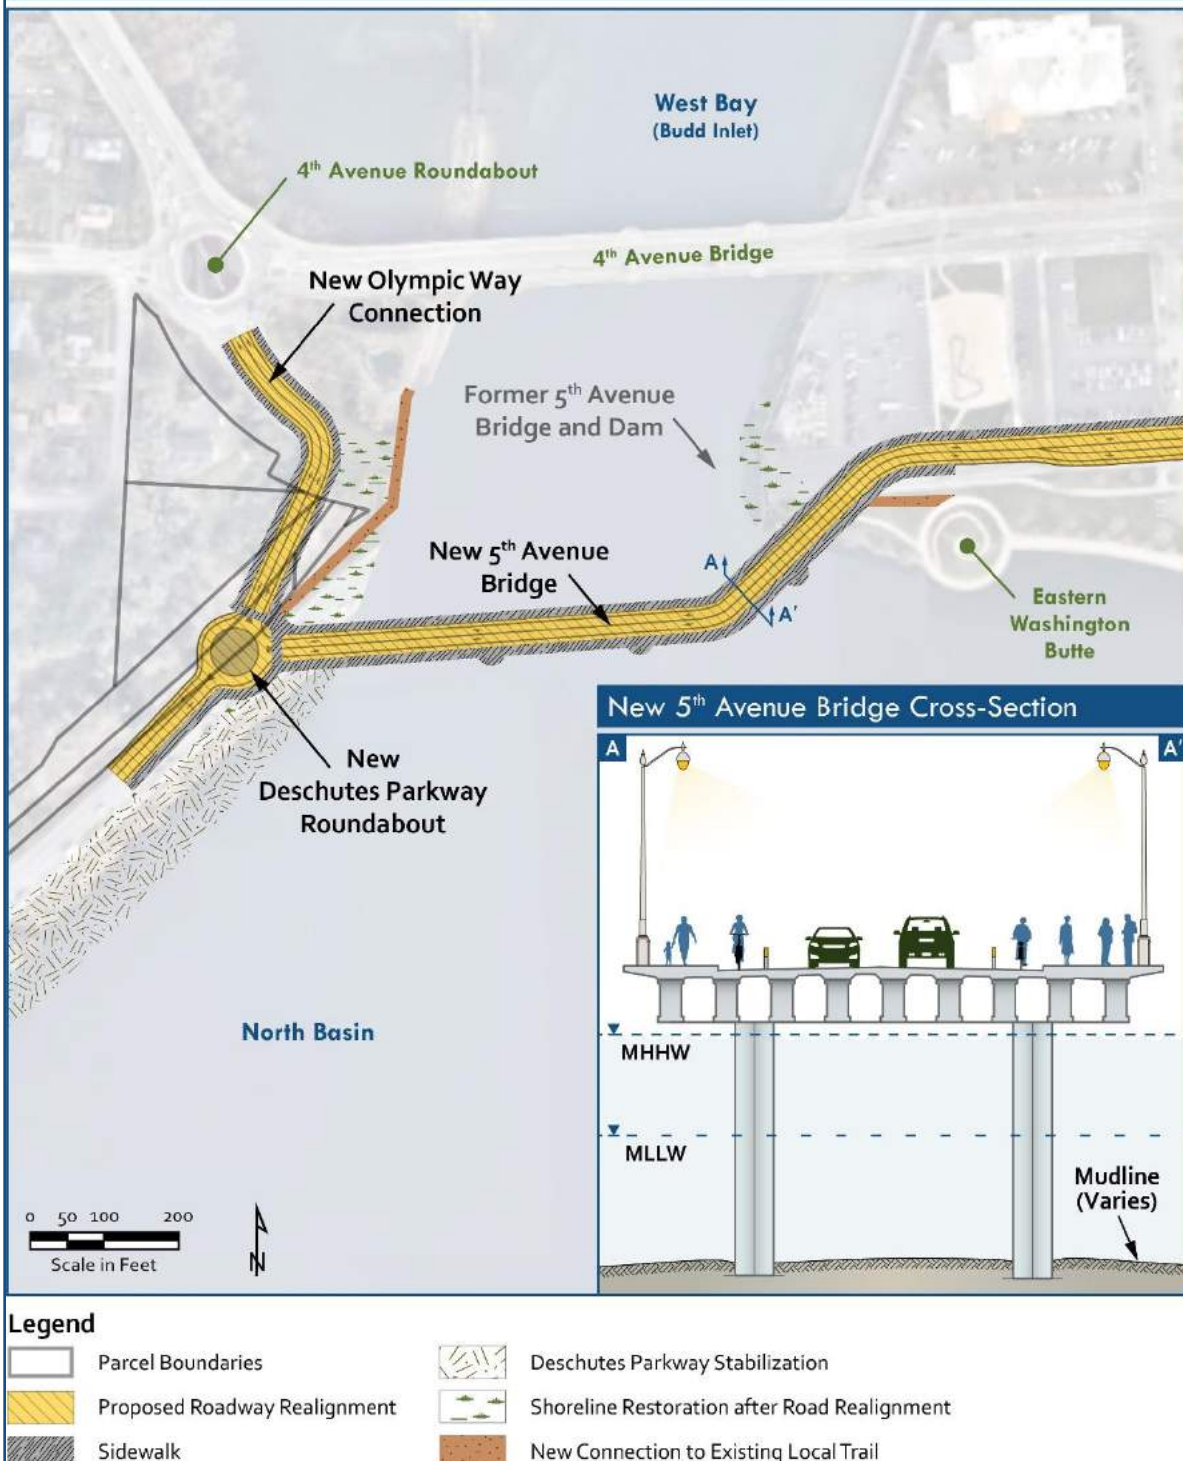 West Bay
(Budd Inlet)
4th Avenue Roundabout
4th Avenue Bridge
New Olympic Way
Connection
Former 5th Avenue
Bridge and Dam
New 5th Avenue
Bridge
A
A'
Eastern
Washington
Butte
New
Deschutes Parkway
Roundabout
North Basin
0 50 100 200
Scale in Feet
N
New 5th Avenue Bridge Cross-Section
A
A'
MHHW
MLLW
Mudline
(Varies)
Legend
Parcel Boundaries
Proposed Roadway Realignment
Sidewalk
Deschutes Parkway Stabilization
Shoreline Restoration after Road Realignment
New Connection to Existing Local Trail